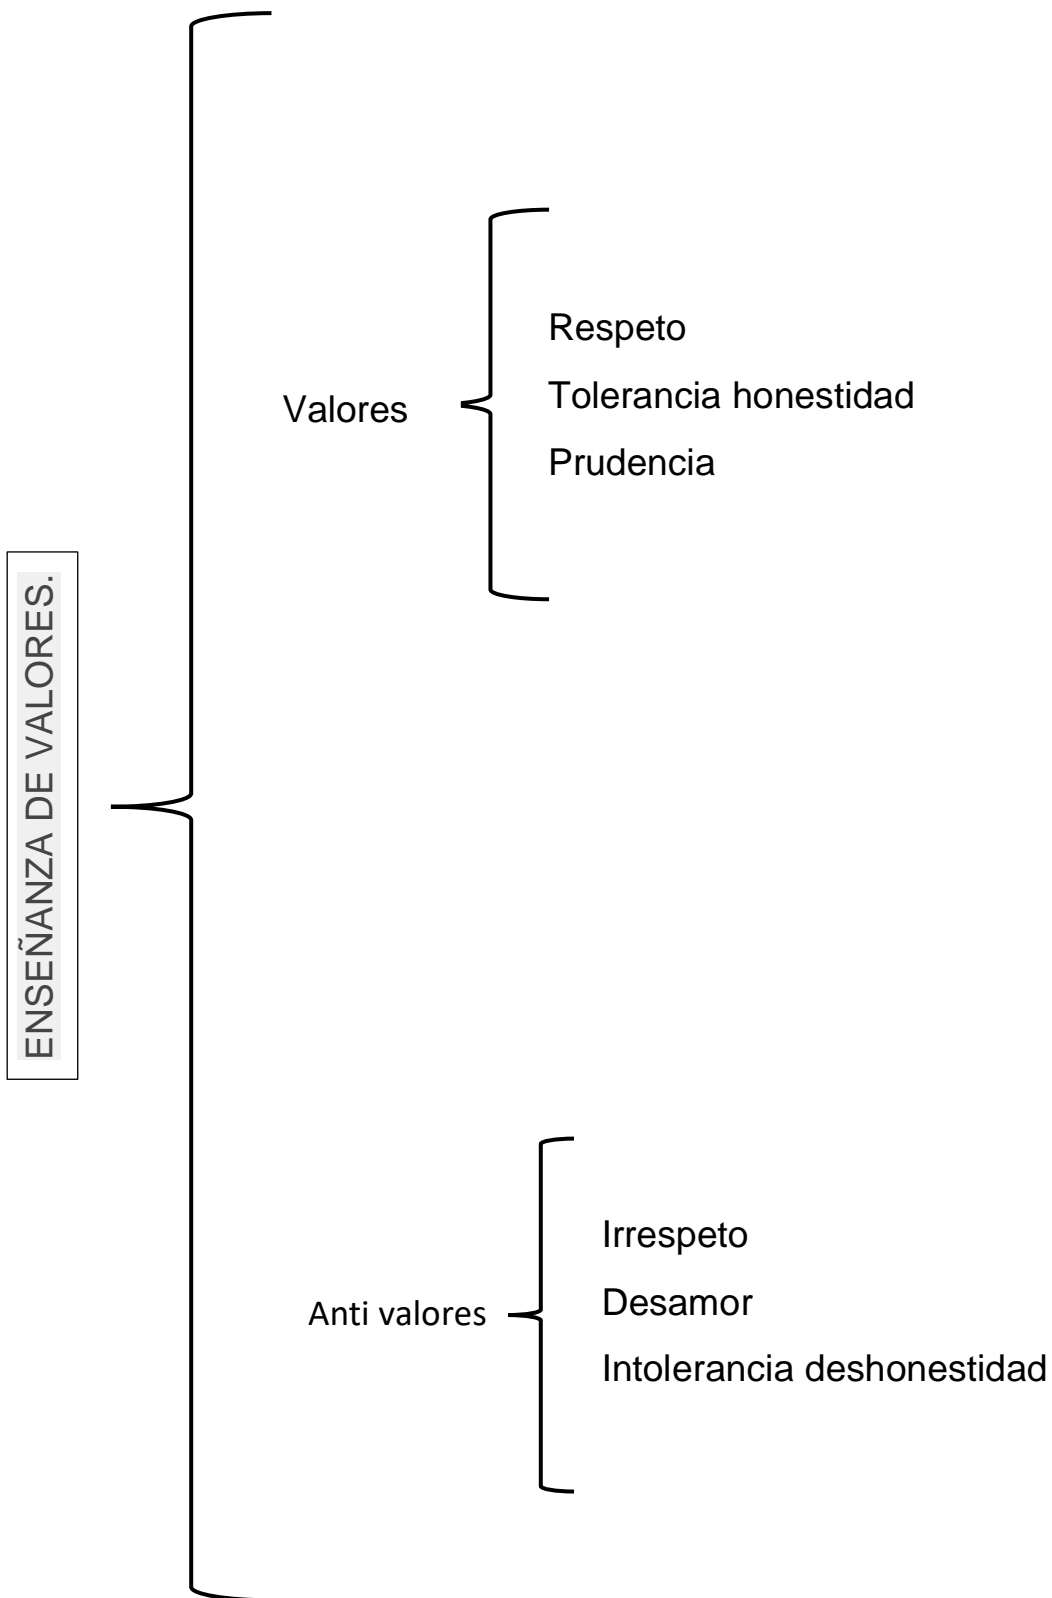 ENSEÑANZA DE VALORES.
Valores
Respeto
Tolerancia honestidad
Prudencia
Anti valores
Irrespeto
Desamor
Intolerancia deshonestidad